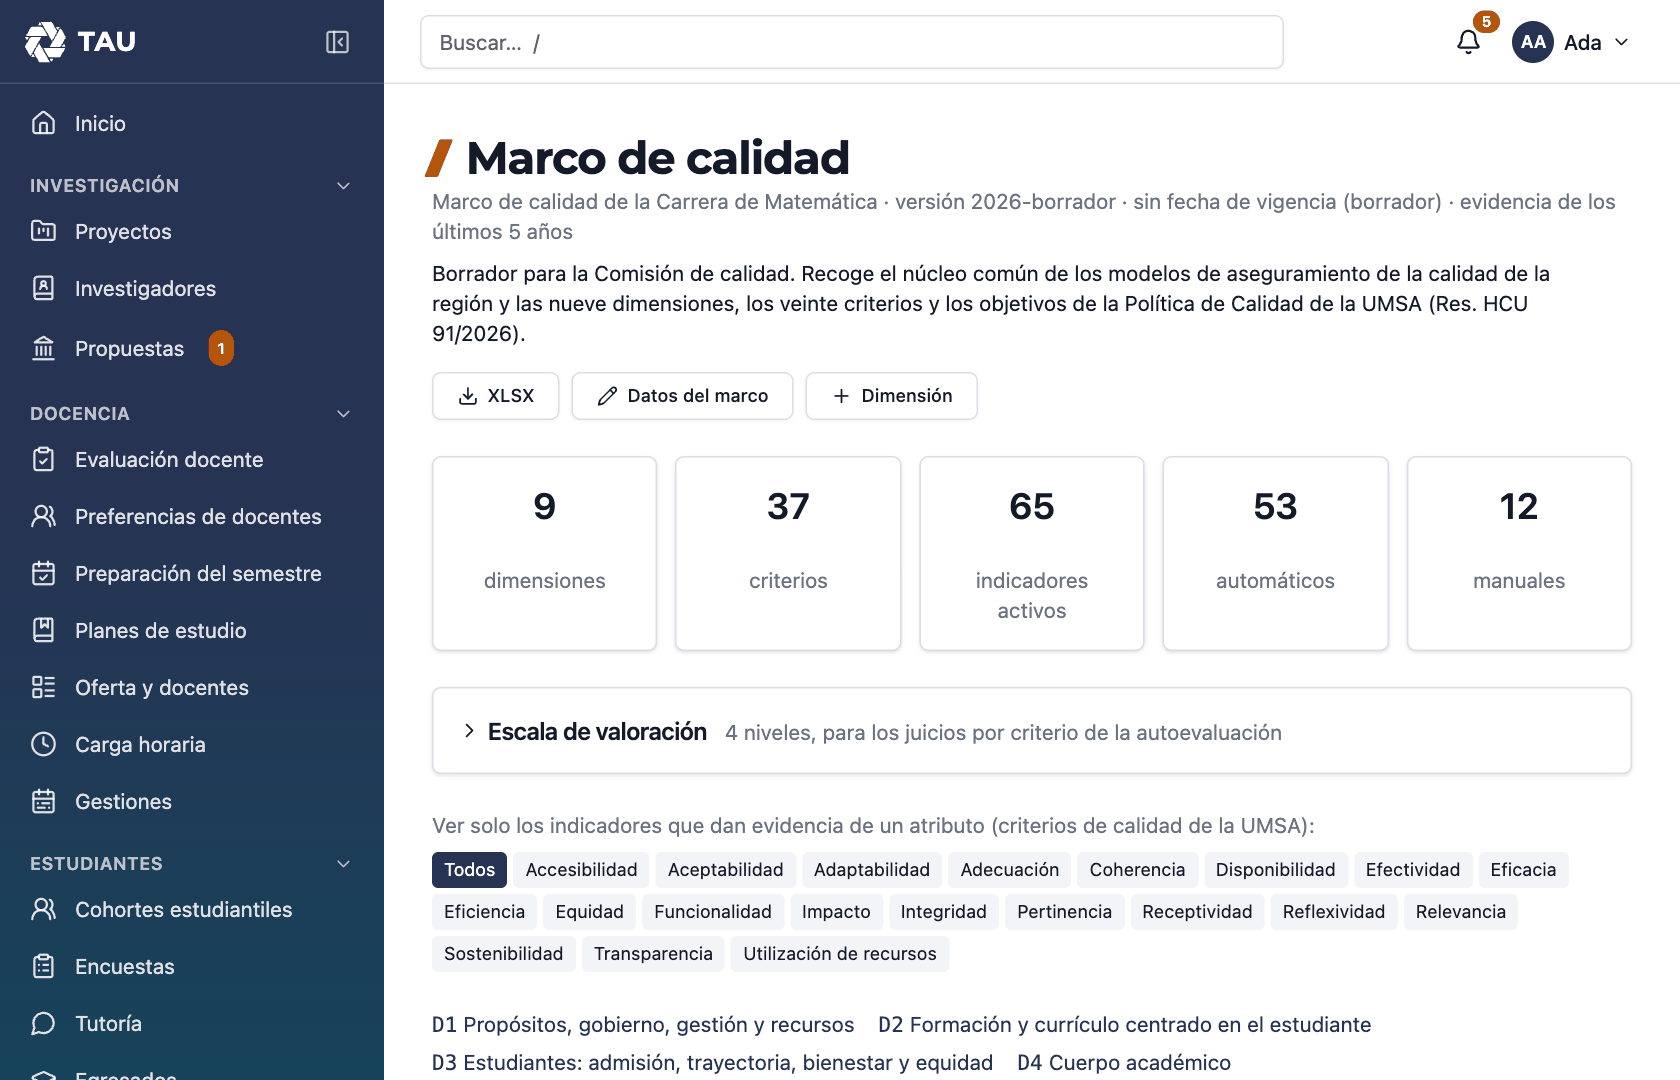 TAU
Buscar... /
5
AA
Ada
Inicio
INVESTIGACIÓN
Proyectos
Investigadores
Propuestas
1
DOCENCIA
Evaluación docente
Preferencias de docentes
Preparación del semestre
Planes de estudio
Oferta y docentes
Carga horaria
Gestiones
ESTUDIANTES
Cohortes estudiantiles
Encuestas
Tutoría
Egresados
Marco de calidad
Marco de calidad de la Carrera de Matemática · versión 2026-borrador · sin fecha de vigencia (borrador) · evidencia de los
últimos 5 años
Borrador para la Comisión de calidad. Recoge el núcleo común de los modelos de aseguramiento de la calidad de la
región y las nueve dimensiones, los veinte criterios y los objetivos de la Política de Calidad de la UMSA (Res. HCU
91/2026).
XLSX
Datos del marco
Dimensión
9
dimensiones
37
criterios
65
indicadores
activos
53
automáticos
12
manuales
Escala de valoración 4 niveles, para los juicios por criterio de la autoevaluación
Ver solo los indicadores que dan evidencia de un atributo (criterios de calidad de la UMSA):
Todos Accesibilidad Aceptabilidad Adaptabilidad Adecuación Coherencia Disponibilidad Efectividad Eficacia
Eficiencia Equidad Funcionalidad Impacto Integridad Pertinencia Receptividad Reflexividad Relevancia
Sostenibilidad Transparencia Utilización de recursos
D1 Propósitos, gobierno, gestión y recursos D2 Formación y currículo centrado en el estudiante
D3 Estudiantes: admisión, trayectoria, bienestar y equidad D4 Cuerpo académico